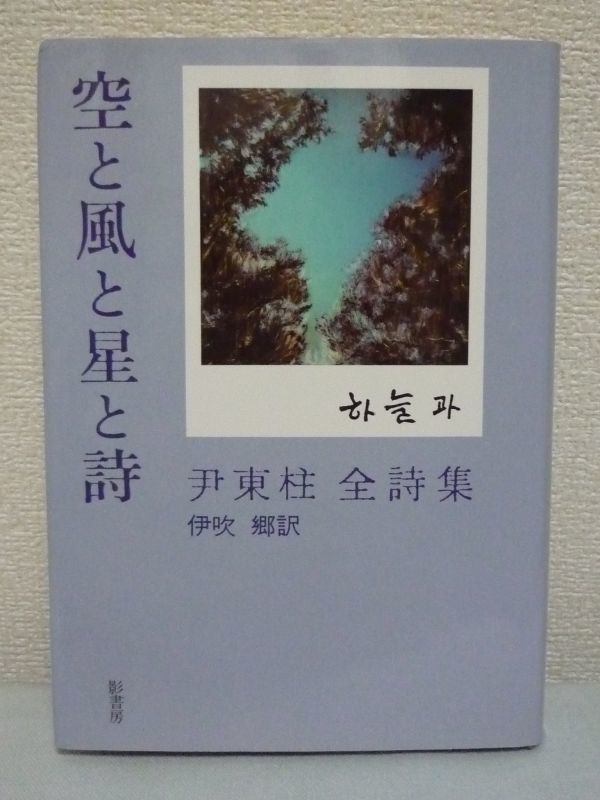 空と風と星と詩
하늘과
尹東柱 全詩集
伊吹 郷訳
影書房